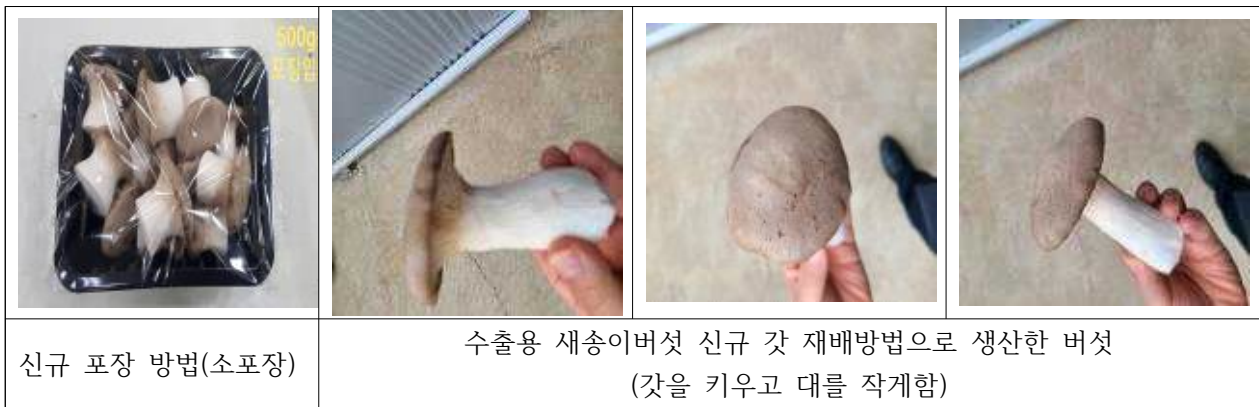 500g
포장입
신규 포장 방법(소포장)
수출용 새송이버섯 신규 갓 재배방법으로 생산한 버섯
(갓을 키우고 대를 작게함)